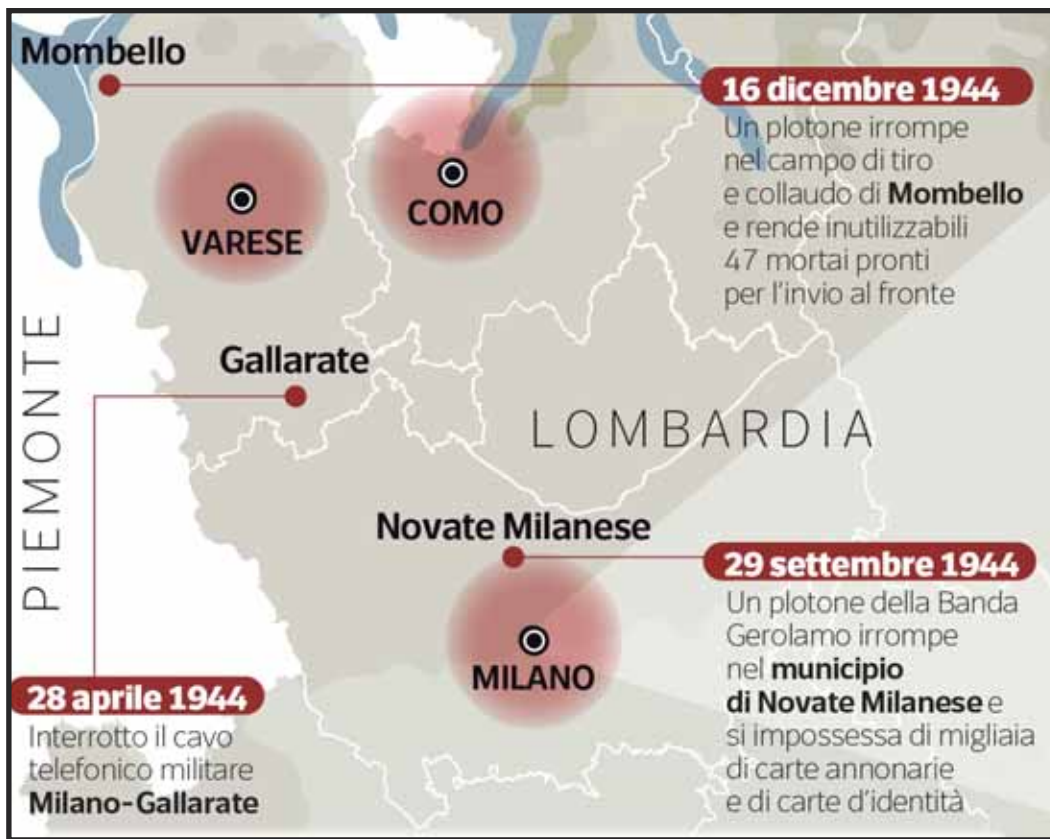 Mombello
16 dicembre 1944
Un plotone irrompe
nel campo di tiro
e collaudo di Mombello
e rende inutilizzabili
47 mortai pronti
per l'invio al fronte
VARESE
COMO
PIEMONTE
Gallarate
LOMBARDIA
Novate Milanese
29 settembre 1944
Un plotone della Banda
Gerolamo irrompe
nel municipio
di Novate Milanese e
si impossessa di migliaia
di carte annonarie
e di carte d'identità
MILANO
28 aprile 1944
Interrotto il cavo
telefonico militare
Milano-Gallarate